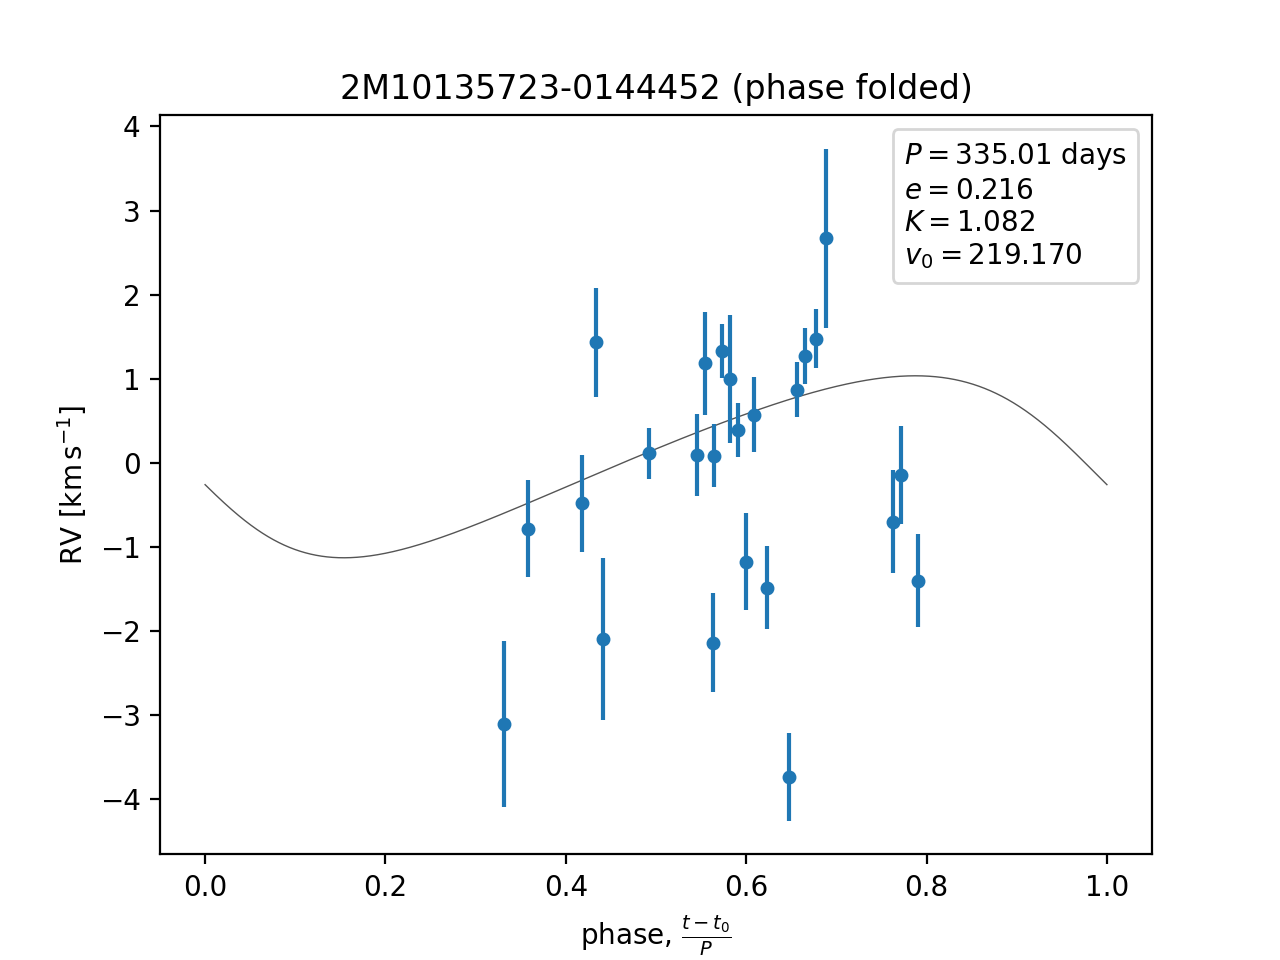 2M10135723-0144452 (phase folded)
P = 335.01 days
e = 0.216
K = 1.082
v₀ = 219.170
4
3
2
1
0
−1
−2
−3
−4
RV [km s⁻¹]
0.0 0.2 0.4 0.6 0.8 1.0
phase, (t − t₀)/P